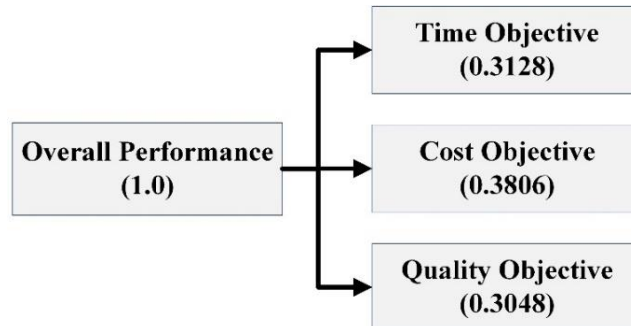 Time Objective
(0.3128)
Overall Performance
(1.0)
Cost Objective
(0.3806)
Quality Objective
(0.3048)